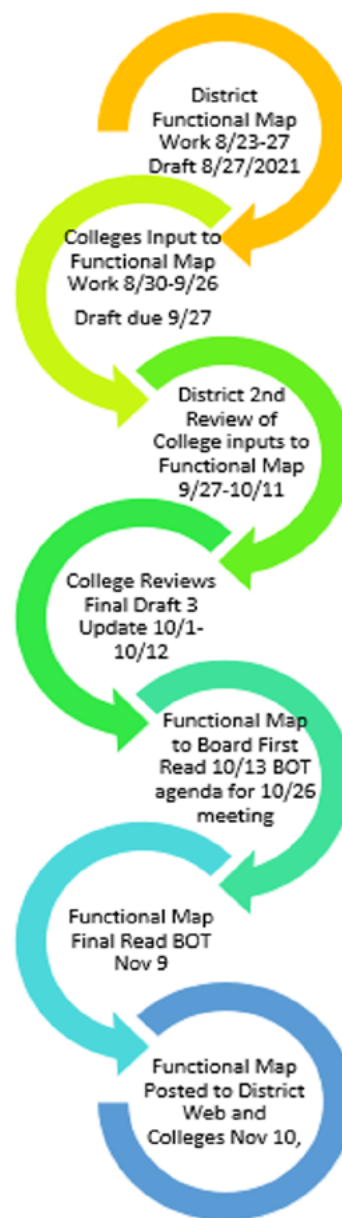 District
Functional Map
Work 8/23-27
Draft 8/27/2021
Colleges Input to
Functional Map
Work 8/30-9/26
Draft due 9/27
District 2nd
Review of
College inputs to
Functional Map
9/27-10/11
College Reviews
Final Draft 3
Update 10/1-
10/12
Functional Map
to Board First
Read 10/13 BOT
agenda for 10/26
meeting
Functional Map
Final Read BOT
Nov 9
Functional Map
Posted to District
Web and
Colleges Nov 10,